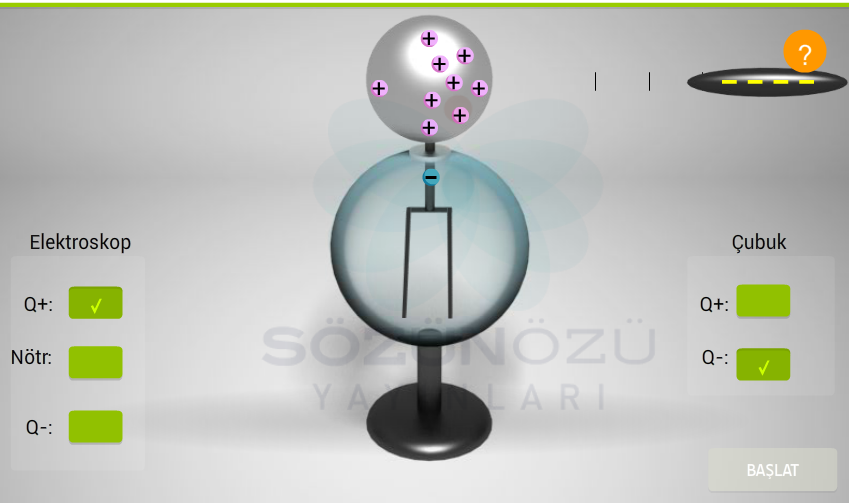 ?
Elektroskop
Çubuk
Q+: ✓
Q+:
Nötr:
Q-: ✓
Q-:
SÖZÜNÖZÜ
YAYINLARI
BAŞLAT